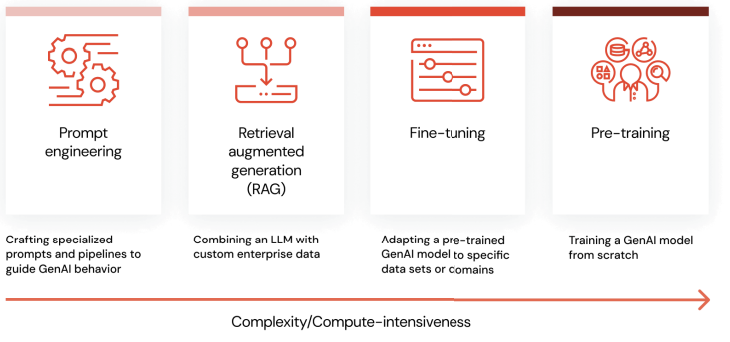 Prompt
engineering
Retrieval
augmented
generation
(RAG)
Fine-tuning
Pre-training
Crafting specialized
prompts and pipelines to
guide GenAI behavior
Combining an LLM with
custom enterprise data
Adapting a pre-trained
GenAI model to specific
data sets or comains
Training a GenAI model
from scratch
Complexity/Compute-intensiveness